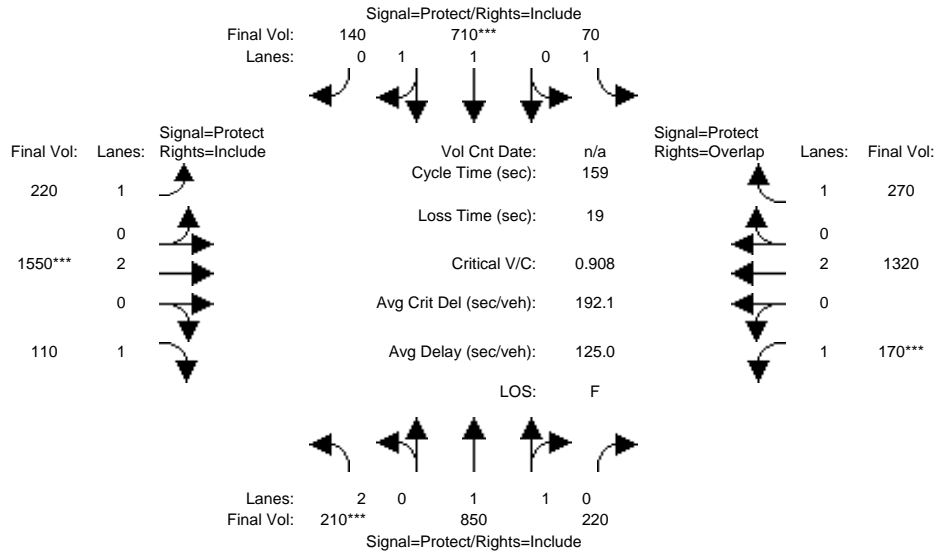 Signal=Protect/Rights=Include
Final Vol: 140 710*** 70
Lanes: 0 1 1 0 1
Signal=Protect Signal=Protect
Final Vol: Lanes: Rights=Include Vol Cnt Date: n/a Rights=Overlap Lanes: Final Vol:
Cycle Time (sec): 159
220 1 1 270
Loss Time (sec): 19
0 0
1550*** 2 Critical V/C: 0.908 2 1320
0 Avg Crit Del (sec/veh): 192.1 0
110 1 Avg Delay (sec/veh): 125.0 1 170***
LOS: F
Lanes: 2 0 1 1 0
Final Vol: 210*** 850 220
Signal=Protect/Rights=Include